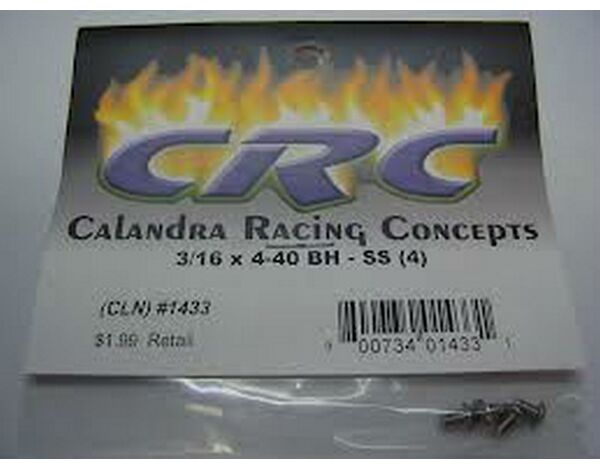 CRC
CALANDRA RACING CONCEPTS
3/16 x 4-40 BH - SS (4)
(CLN) #1433
$1.99 Retail
0 00734 01433 1